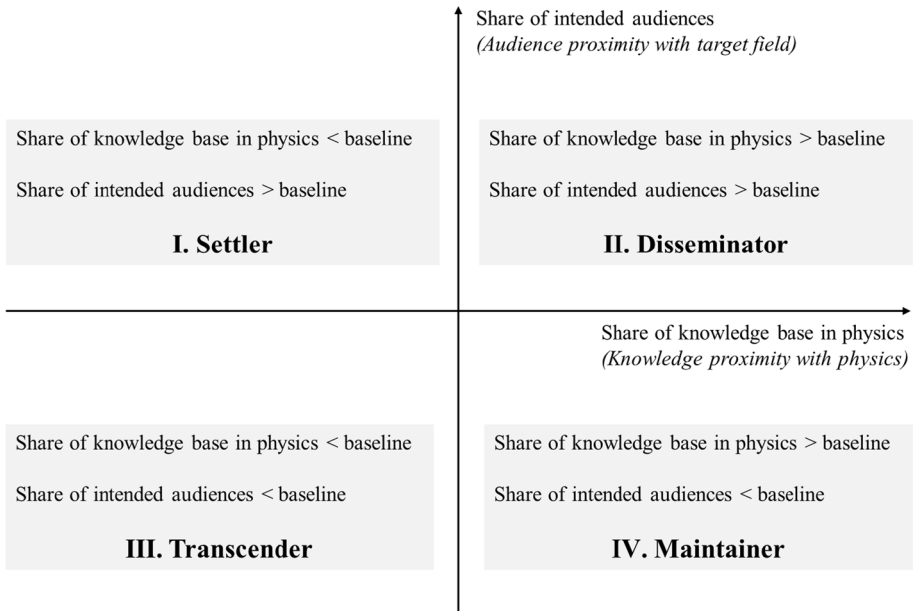 Share of intended audiences
(Audience proximity with target field)
Share of knowledge base in physics < baseline
Share of intended audiences > baseline
I. Settler
Share of knowledge base in physics > baseline
Share of intended audiences > baseline
II. Disseminator
Share of knowledge base in physics
(Knowledge proximity with physics)
Share of knowledge base in physics < baseline
Share of intended audiences < baseline
III. Transcender
Share of knowledge base in physics > baseline
Share of intended audiences < baseline
IV. Maintainer